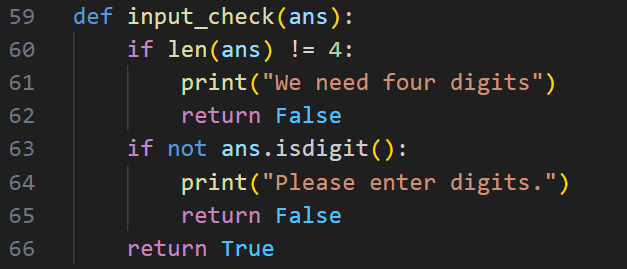 59 def input_check(ans):
60     if len(ans) != 4:
61         print("We need four digits")
62         return False
63     if not ans.isdigit():
64         print("Please enter digits.")
65         return False
66     return True